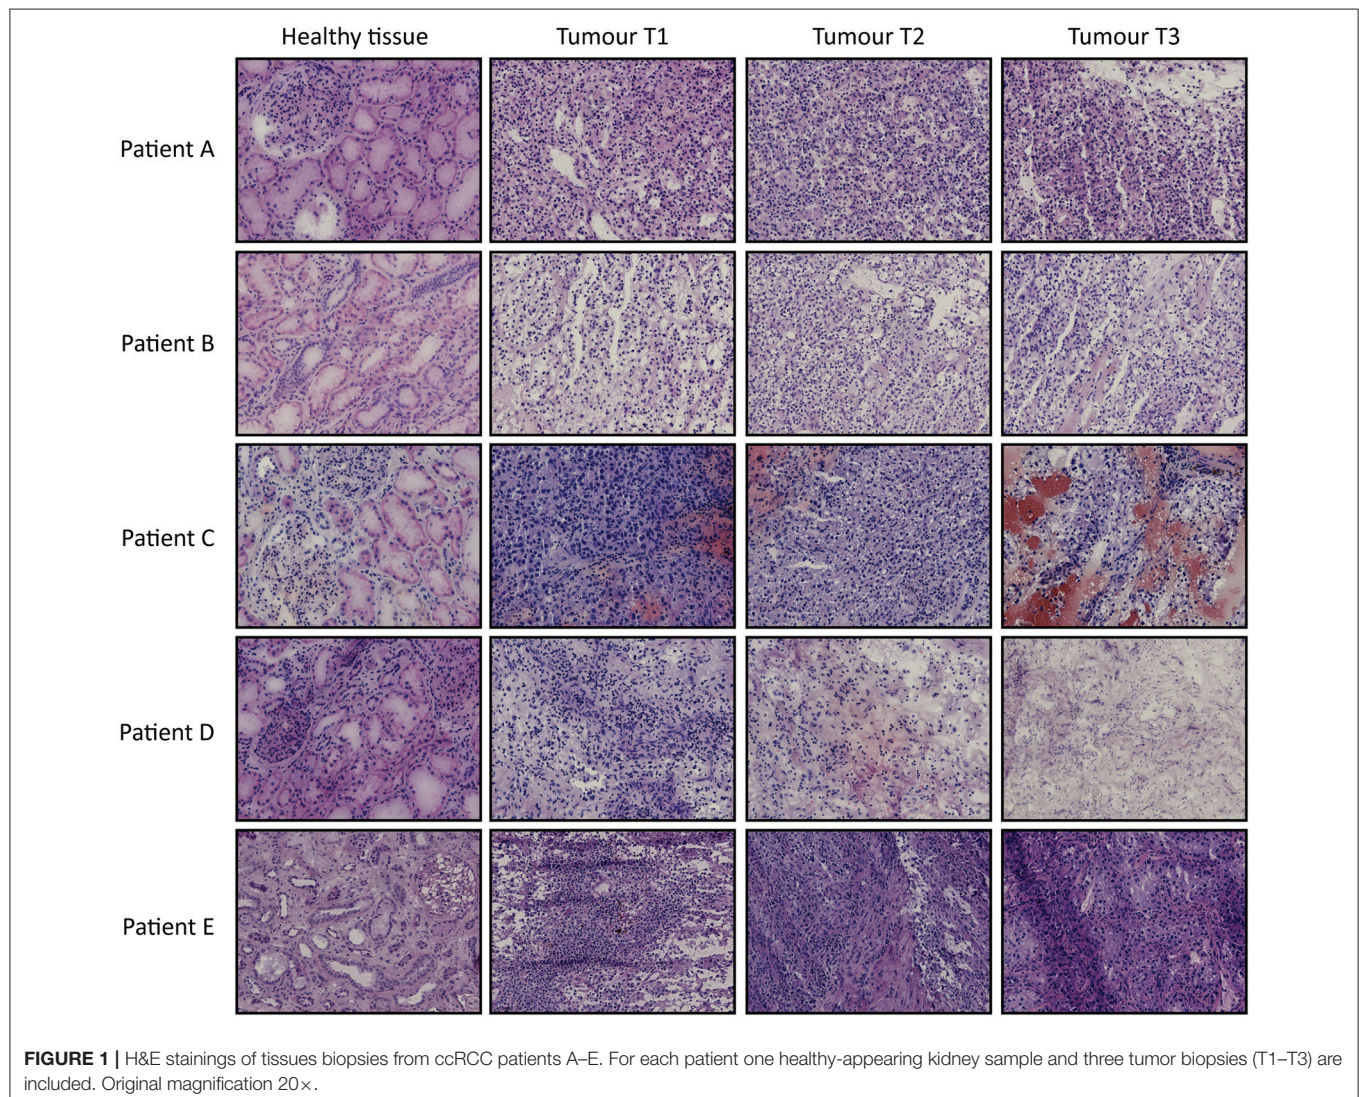 Healthy tissue Tumour T1 Tumour T2 Tumour T3
Patient A
Patient B
Patient C
Patient D
Patient E
FIGURE 1 | H&E stainings of tissues biopsies from ccRCC patients A–E. For each patient one healthy-appearing kidney sample and three tumor biopsies (T1–T3) are
included. Original magnification 20×.